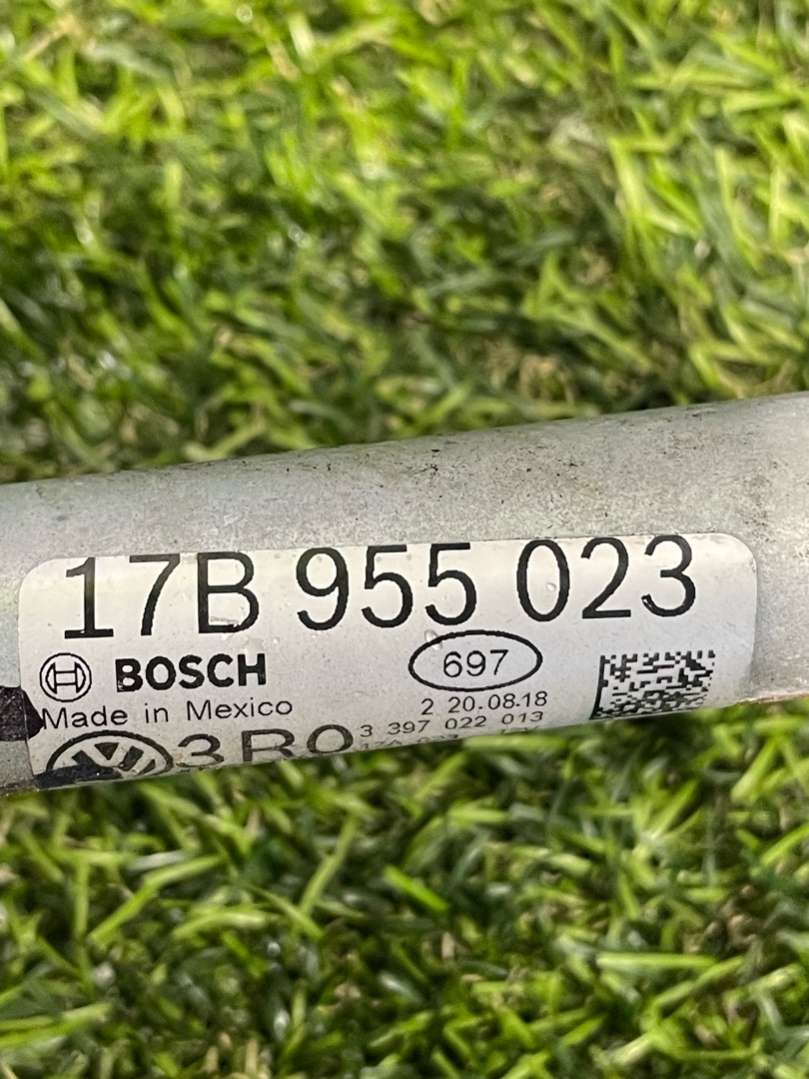 17B 955 023
BOSCH 697
Made in Mexico 2 20.08.18
3R0 3 397 022 013